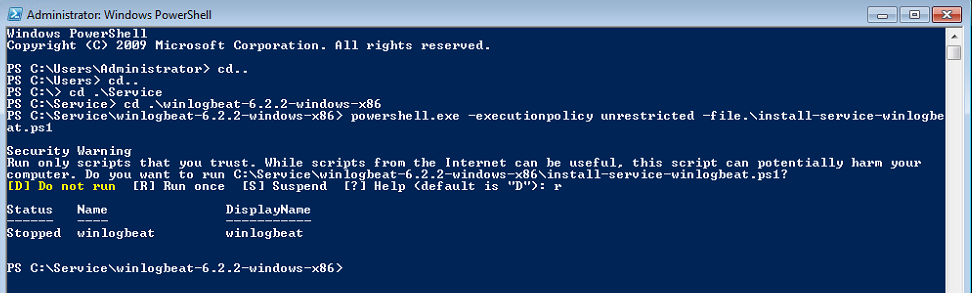 Administrator: Windows PowerShell
Windows PowerShell
Copyright (C) 2009 Microsoft Corporation. All rights reserved.
PS C:\Users\Administrator> cd..
PS C:\Users> cd..
PS C:\> cd .\Service
PS C:\Service> cd .\winlogbeat-6.2.2-windows-x86
PS C:\Service\winlogbeat-6.2.2-windows-x86> powershell.exe -executionpolicy unrestricted -file.\install-service-winlogbe
at.ps1
Security Warning
Run only scripts that you trust. While scripts from the Internet can be useful, this script can potentially harm your
computer. Do you want to run C:\Service\winlogbeat-6.2.2-windows-x86\install-service-winlogbeat.ps1?
[D] Do not run  [R] Run once  [S] Suspend  [?] Help (default is "D"): r
Status   Name               DisplayName
------   ----               -----------
Stopped  winlogbeat         winlogbeat
PS C:\Service\winlogbeat-6.2.2-windows-x86>